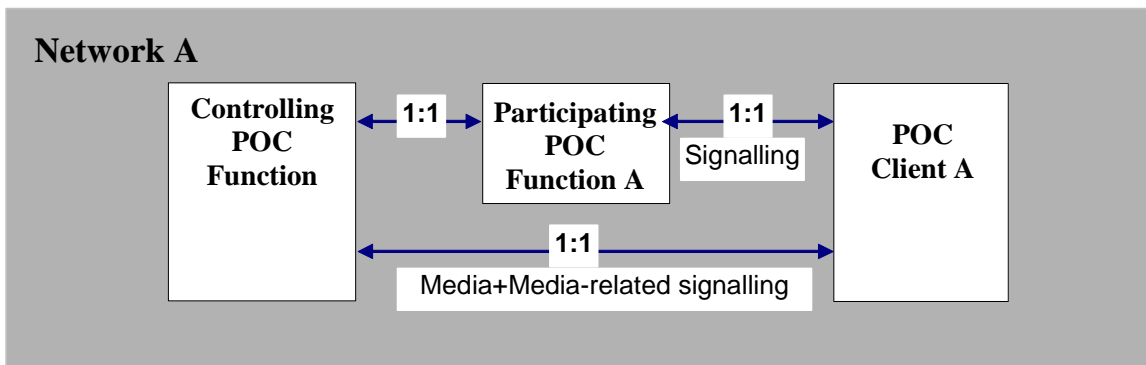 Network A
Controlling
POC
Function
1:1
Participating
POC
Function A
1:1
Signalling
POC
Client A
1:1
Media+Media-related signalling